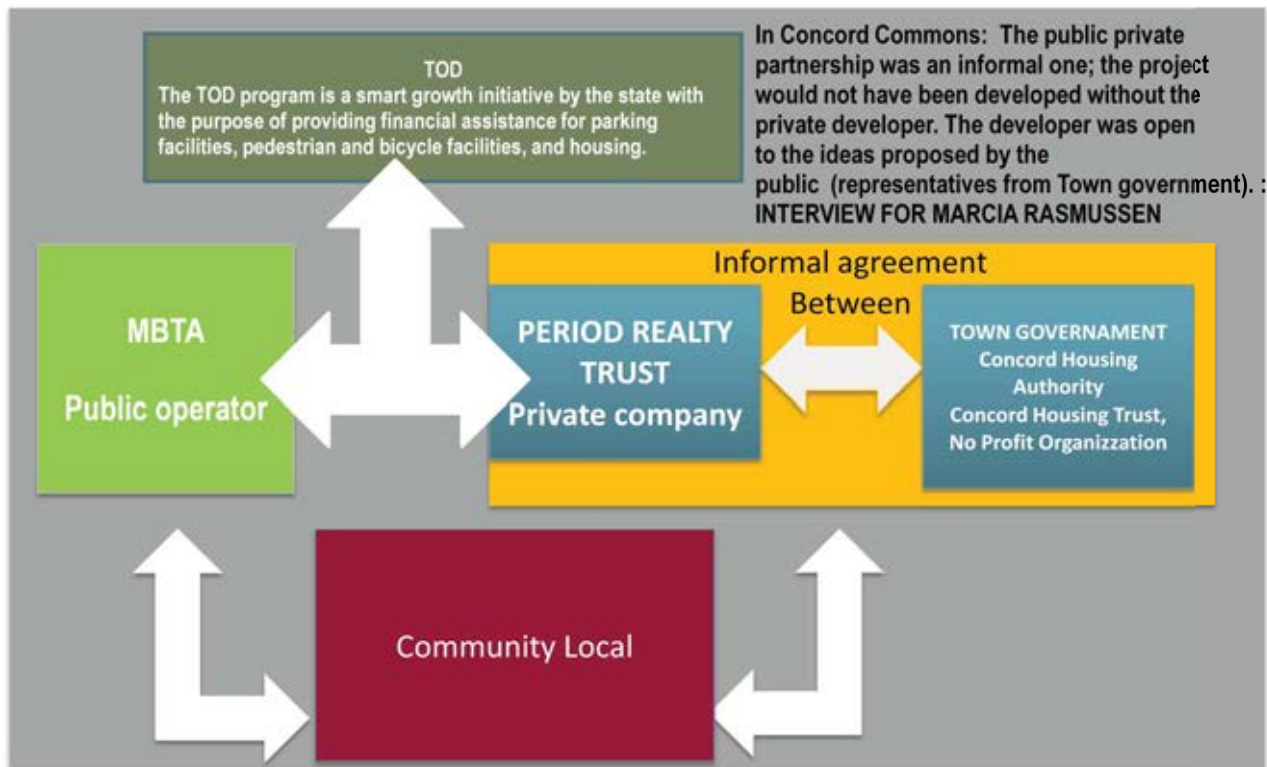 TOD
The TOD program is a smart growth initiative by the state with
the purpose of providing financial assistance for parking
facilities, pedestrian and bicycle facilities, and housing.
In Concord Commons: The public private
partnership was an informal one; the project
would not have been developed without the
private developer. The developer was open
to the ideas proposed by the
public (representatives from Town government). :
INTERVIEW FOR MARCIA RASMUSSEN
MBTA
Public operator
Informal agreement
Between
PERIOD REALTY
TRUST
Private company
TOWN GOVERNAMENT
Concord Housing
Authority
Concord Housing Trust,
No Profit Organizzation
Community Local